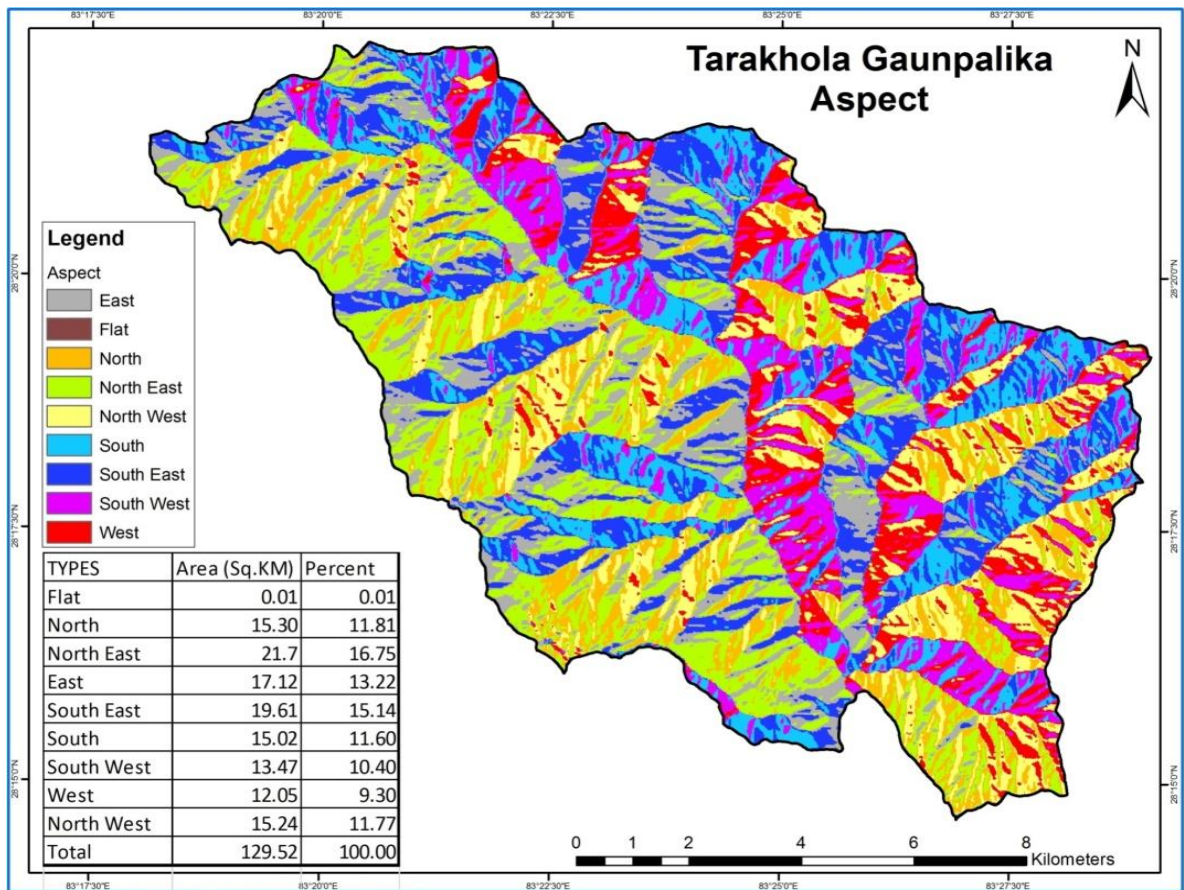 83°17'30"E 83°20'0"E 83°22'30"E 83°25'0"E 83°27'30"E
Tarakhola Gaunpalika
Aspect
N
28°20'0"N 28°20'0"N
28°17'30"N 28°17'30"N
28°15'0"N 28°15'0"N
Legend
Aspect
East
Flat
North
North East
North West
South
South East
South West
West
TYPES Area (Sq.KM) Percent
Flat 0.01 0.01
North 15.30 11.81
North East 21.7 16.75
East 17.12 13.22
South East 19.61 15.14
South 15.02 11.60
South West 13.47 10.40
West 12.05 9.30
North West 15.24 11.77
Total 129.52 100.00
0 1 2 4 6 8
Kilometers
83°17'30"E 83°20'0"E 83°22'30"E 83°25'0"E 83°27'30"E